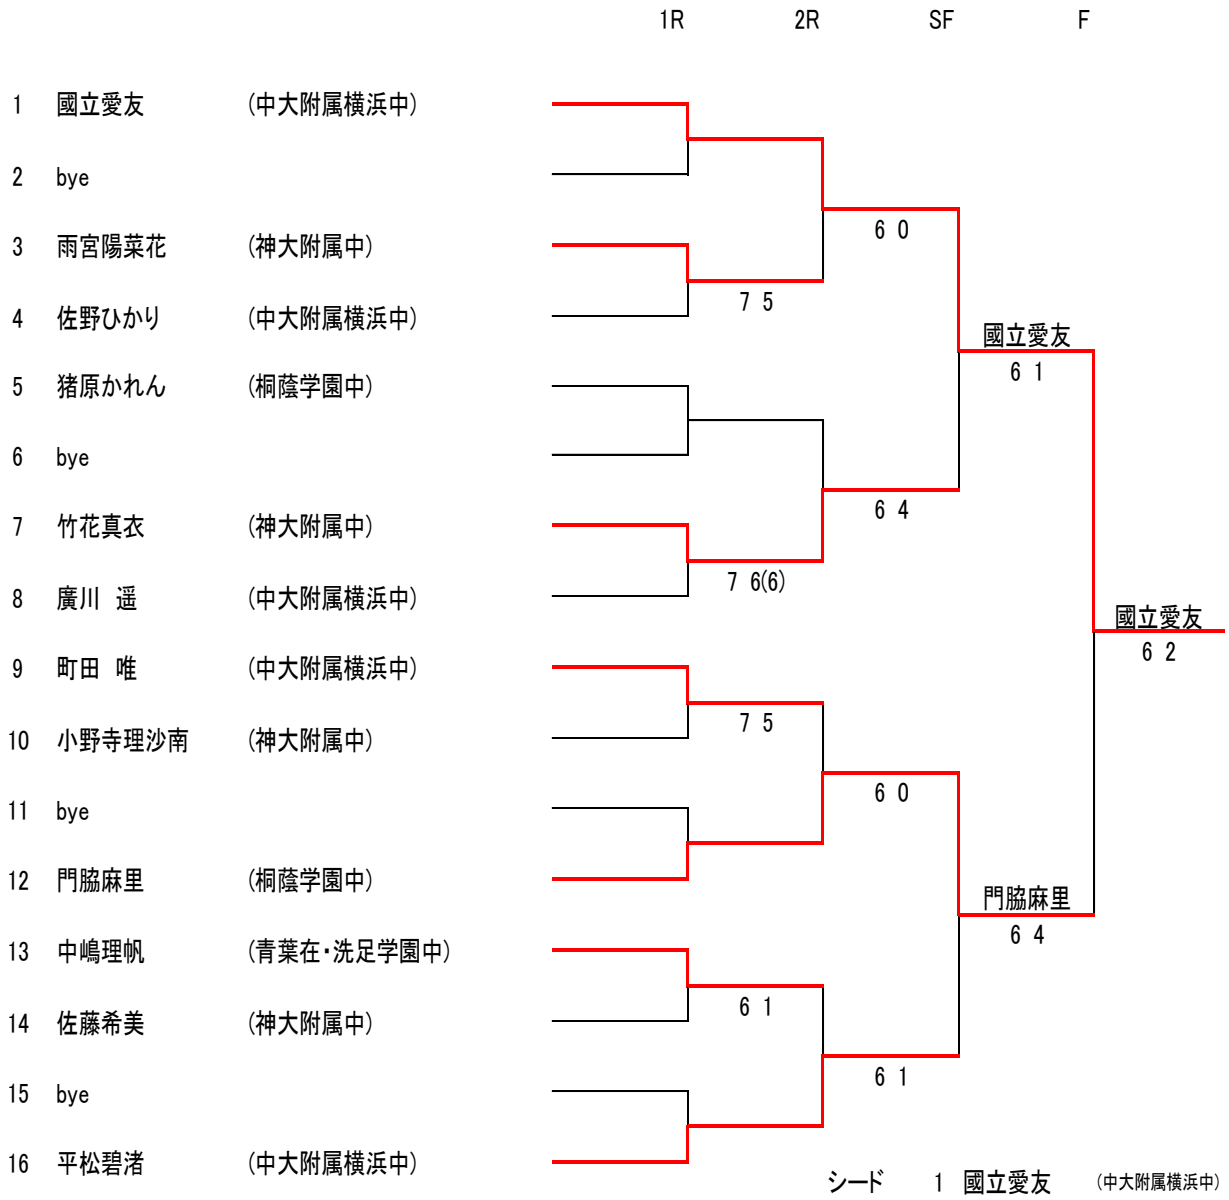 1R 2R SF F
1 國立愛友 (中大附属横浜中)
2 bye
6 0
3 雨宮陽菜花 (神大附属中)
7 5
4 佐野ひかり (中大附属横浜中)
國立愛友
6 1
5 猪原かれん (桐蔭学園中)
6 bye
6 4
7 竹花真衣 (神大附属中)
7 6(6)
8 廣川 遥 (中大附属横浜中)
國立愛友
6 2
9 町田 唯 (中大附属横浜中)
7 5
10 小野寺理沙南 (神大附属中)
6 0
11 bye
12 門脇麻里 (桐蔭学園中)
門脇麻里
6 4
13 中嶋理帆 (青葉在・洗足学園中)
6 1
14 佐藤希美 (神大附属中)
6 1
15 bye
16 平松碧渚 (中大附属横浜中)
シード 1 國立愛友 (中大附属横浜中)